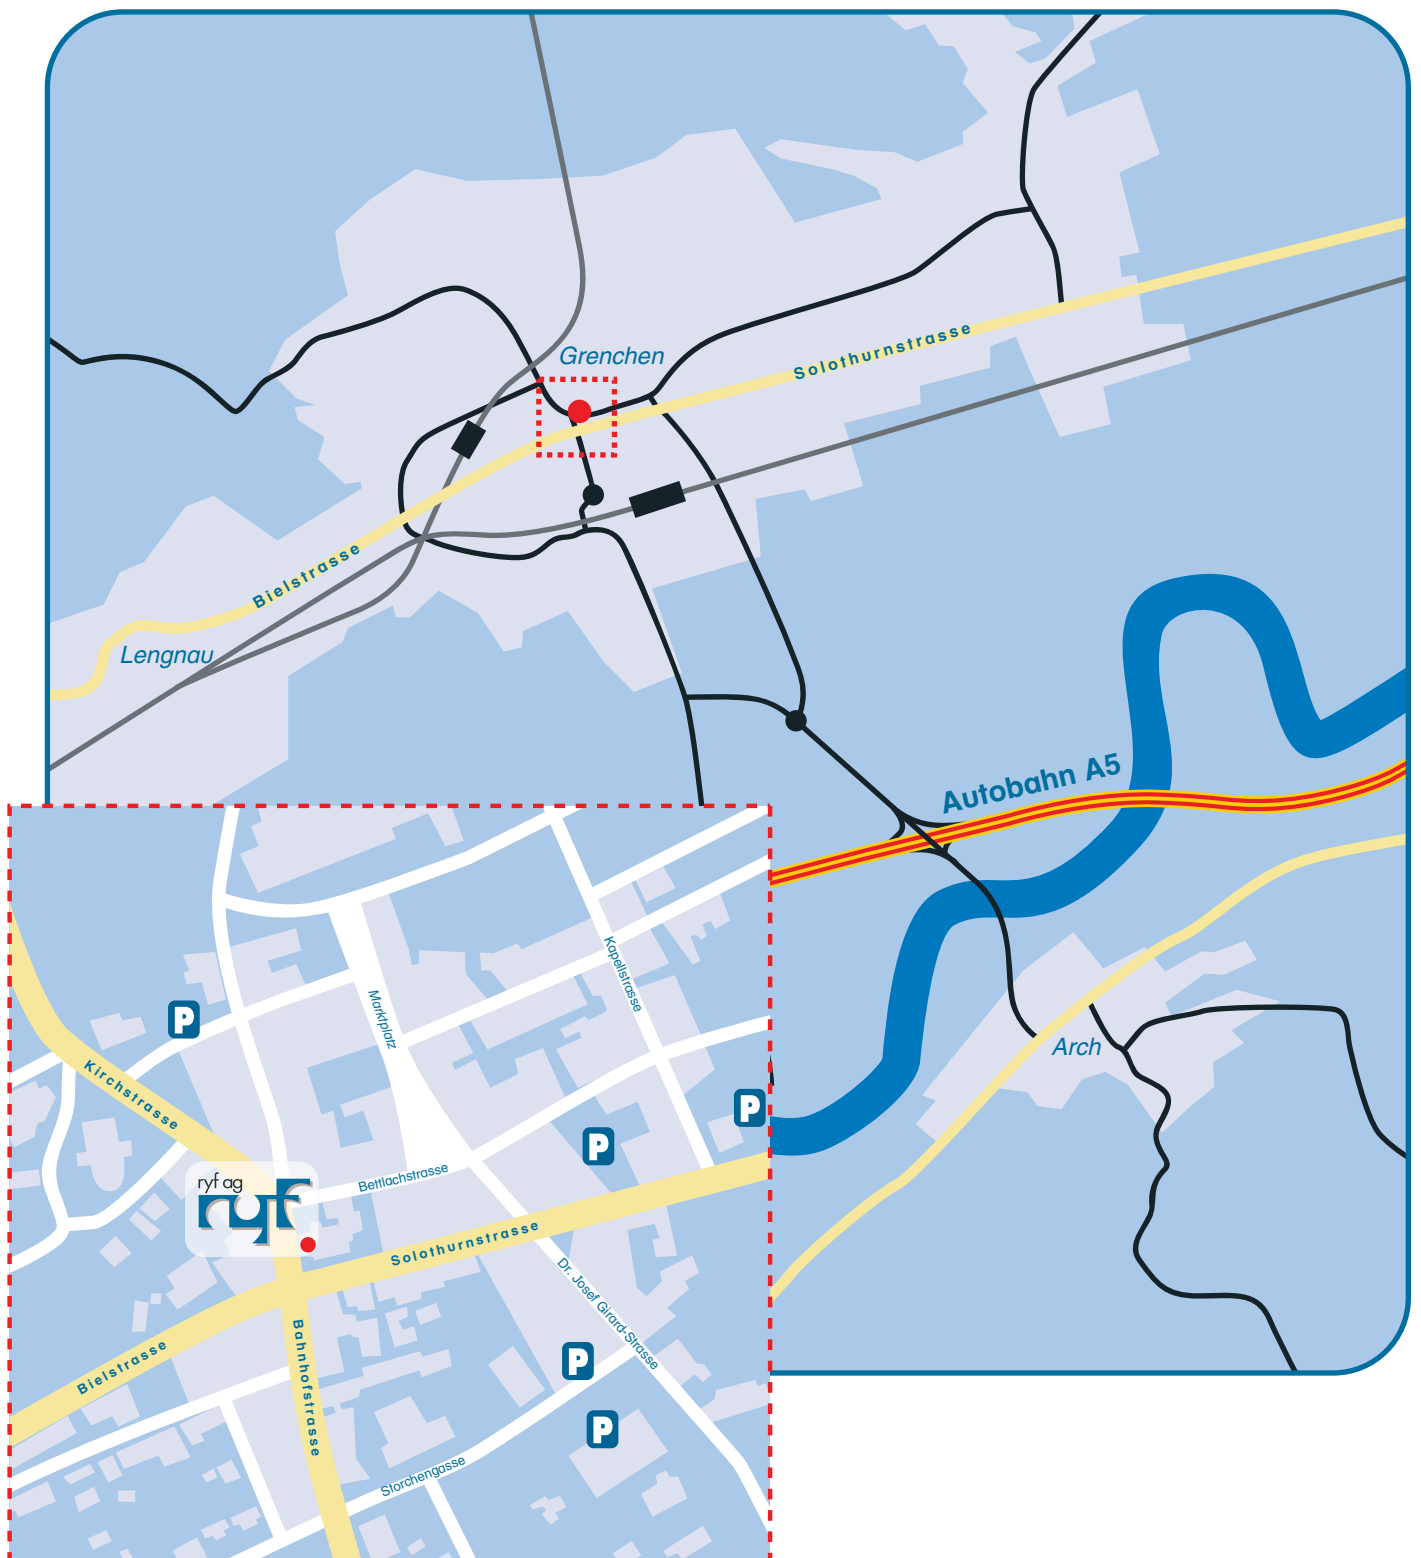 Grenchen
Solothurnstrasse
Bielstrasse
Lengnau
Autobahn A5
Arch
Kapellstrasse
Marktplatz
P
Kirchstrasse
P
P
Bettlachstrasse
ryf ag
ryf
Solothurnstrasse
Dr. Josef Girard-Strasse
Bielstrasse
Bahnhofstrasse
P
P
Storchengasse